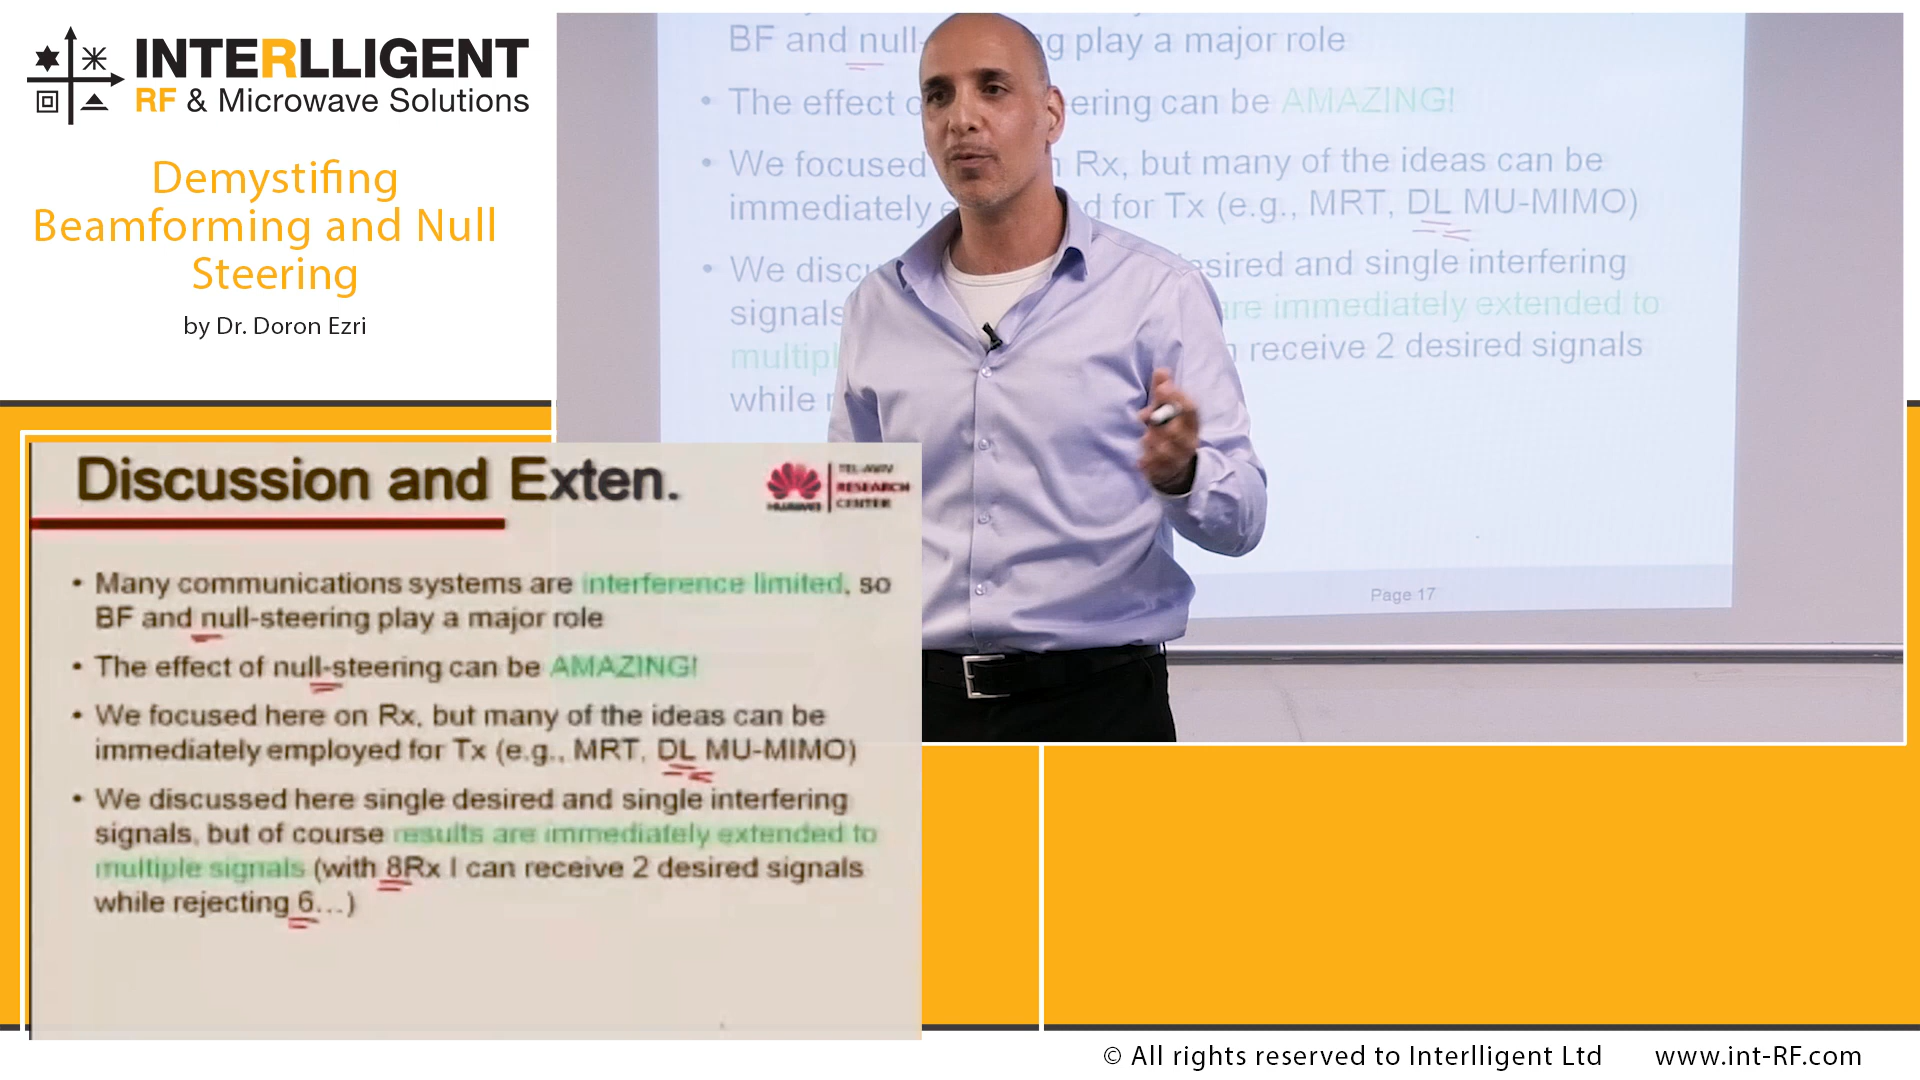 INTERLLIGENT
RF & Microwave Solutions
Demystifing
Beamforming and Null
Steering
by Dr. Doron Ezri
BF and null- g play a major role
• The effect o ering can be AMAZING!
• We focused n Rx, but many of the ideas can be
immediately e d for Tx (e.g., MRT, DL MU-MIMO)
• We discu sired and single interfering
signals are immediately extended to
multipl n receive 2 desired signals
while r
Page 17
Discussion and Exten.
HUAWEI
TEL-AVIV
RESEARCH
CENTER
• Many communications systems are interference limited, so
BF and null-steering play a major role
• The effect of null-steering can be AMAZING!
• We focused here on Rx, but many of the ideas can be
immediately employed for Tx (e.g., MRT, DL MU-MIMO)
• We discussed here single desired and single interfering
signals, but of course results are immediately extended to
multiple signals (with 8Rx I can receive 2 desired signals
while rejecting 6...)
© All rights reserved to Interlligent Ltd www.int-RF.com